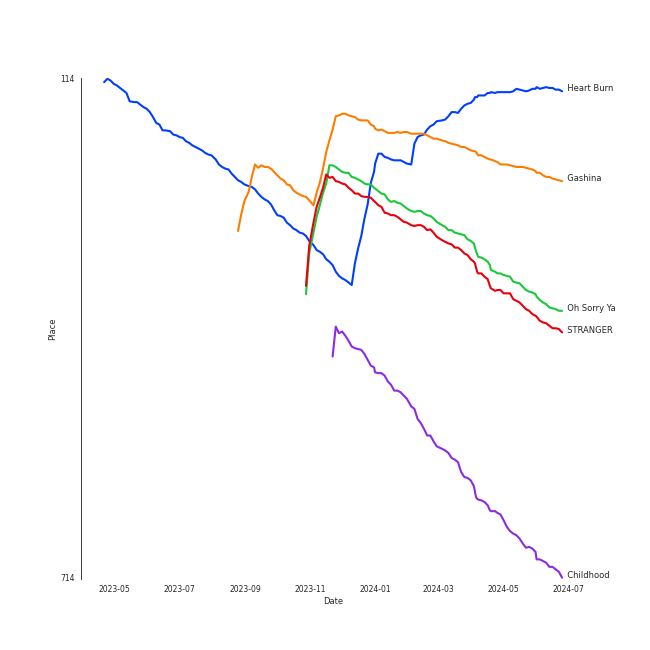 114
Heart Burn
Gashina
Oh Sorry Ya
STRANGER
Place
Childhood
714
2023-05 2023-07 2023-09 2023-11 2024-01 2024-03 2024-05 2024-07
Date